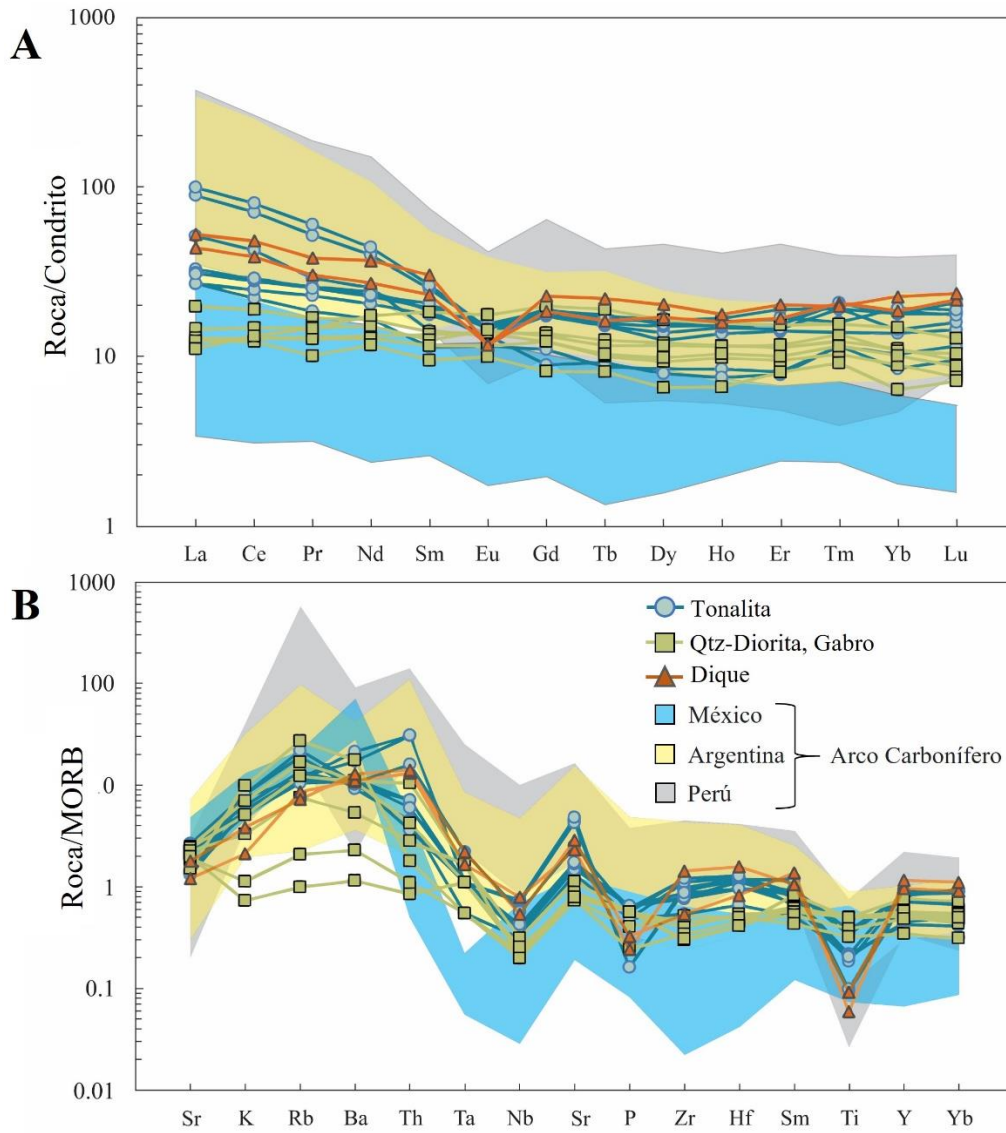 A
Roca/Condrito
1000
100
10
1
La Ce Pr Nd Sm Eu Gd Tb Dy Ho Er Tm Yb Lu
B
Roca/MORB
1000
100
0
1
0.1
0.01
Tonalita
Qtz-Diorita, Gabro
Dique
México
Argentina
Perú
Arco Carbonífero
Sr K Rb Ba Th Ta Nb Sr P Zr Hf Sm Ti Y Yb